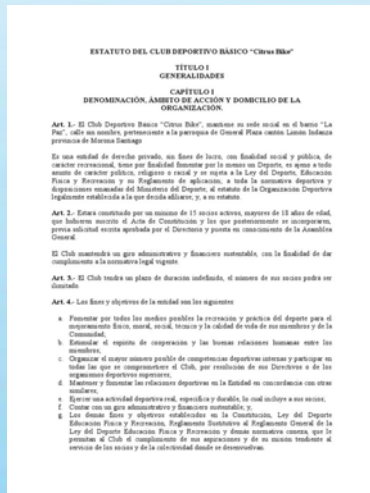 ESTATUTO DEL CLUB DEPORTIVO BÁSICO “Citrus Bike”
TÍTULO I
GENERALIDADES
CAPÍTULO I
DENOMINACIÓN, ÁMBITO DE ACCIÓN Y DOMICILIO DE LA
ORGANIZACIÓN.
Art. 1.- El Club Deportivo Básico “Citrus Bike”, mantiene su sede social en el barrio “La
Paz”, calle sin nombre, perteneciente a la parroquia de General Plaza cantón Limón Indanza
provincia de Morona Santiago
Es una entidad de derecho privado, sin fines de lucro, con finalidad social y pública, de
carácter recreacional, tiene por finalidad fomentar por lo menos un Deporte, es ajeno a todo
asunto de carácter político, religioso o racial y se sujeta a la Ley del Deporte, Educación
Física y Recreación y su Reglamento de aplicación, a toda la normativa deportiva y
disposiciones emanadas del Ministerio del Deporte, al estatuto de la Organización Deportiva
legalmente establecida a la que decida afiliarse, y, a su estatuto.
Art. 2.- Estará constituido por un mínimo de 15 socios activos, mayores de 18 años de edad,
que hubieren suscrito el Acta de Constitución y los que posteriormente se incorporaren,
previa solicitud escrita aprobada por el Directorio y puesta en conocimiento de la Asamblea
General.
El Club mantendrá un giro administrativo y financiero sustentable, con la finalidad de dar
cumplimiento a la normativa legal vigente.
Art. 3.- El Club tendrá un plazo de duración indefinido, el número de sus socios podrá ser
ilimitado.
Art. 4.- Los fines y objetivos de la entidad son los siguientes
a. Fomentar por todos los medios posibles la recreación y práctica del deporte para el
mejoramiento físico, moral, social, técnico y la calidad de vida de sus miembros y de la
Comunidad;
b. Estimular el espíritu de cooperación y las buenas relaciones humanas entre los
miembros;
c. Organizar el mayor número posible de competencias deportivas internas y participar en
todas las que se comprometiere el Club, por resolución de sus Directivos o de los
organismos deportivos superiores;
d. Mantener y fomentar las relaciones deportivas en la Entidad en concordancia con otras
similares;
e. Ejercer una actividad deportiva real, específica y durable, lo cual incluye a sus socios;
f. Contar con un giro administrativo y financiero sustentable, y,
g. Los demás fines y objetivos establecidos en la Constitución, Ley del Deporte
Educación Física y Recreación, Reglamento Sustitutivo al Reglamento General de la
Ley del Deporte Educación Física y Recreación y demás normativa conexa, que le
permitan al Club el cumplimiento de sus aspiraciones y de su misión tendiente al
servicio de los socios y de la colectividad donde se desenvuelvan.